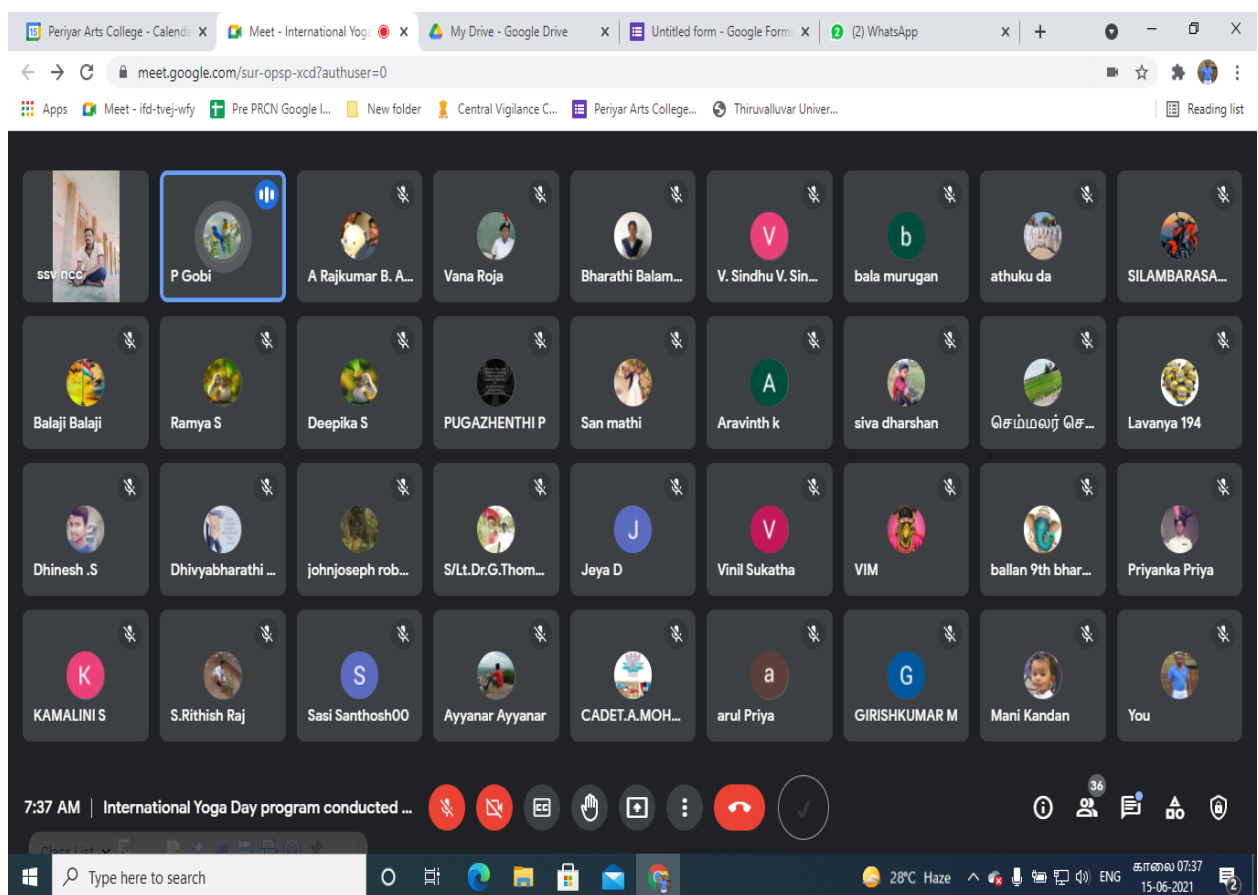 Periyar Arts College - Calenda
Meet - International Yoga
My Drive - Google Drive
Untitled form - Google Forms
(2) WhatsApp
meet.google.com/sur-opsp-xcd?authuser=0
Apps
Meet - ifd-tvej-wfy
Pre PRCN Google I...
New folder
Central Vigilance C...
Periyar Arts College...
Thiruvalluvar Univer...
Reading list
ssv ncc
P Gobi
A Rajkumar B. A...
Vana Roja
Bharathi Balam...
V
V. Sindhu V. Sin...
b
bala murugan
athuku da
SILAMBARASA...
Balaji Balaji
Ramya S
Deepika S
PUGAZHENTHI P
San mathi
A
Aravinth k
siva dharshan
செம்மலர் செ...
Lavanya 194
Dhinesh .S
Dhivyabharathi ...
johnjoseph rob...
S/Lt.Dr.G.Thom...
J
Jeya D
V
Vinil Sukatha
VIM
ballan 9th bhar...
Priyanka Priya
K
KAMALINI S
S.Rithish Raj
S
Sasi Santhosh00
Ayyanar Ayyanar
CADET.A.MOH...
a
arul Priya
G
GIRISHKUMAR M
Mani Kandan
You
7:37 AM | International Yoga Day program conducted ...
36
Class List
Type here to search
28°C Haze
ENG
காலை 07:37
15-06-2021
2